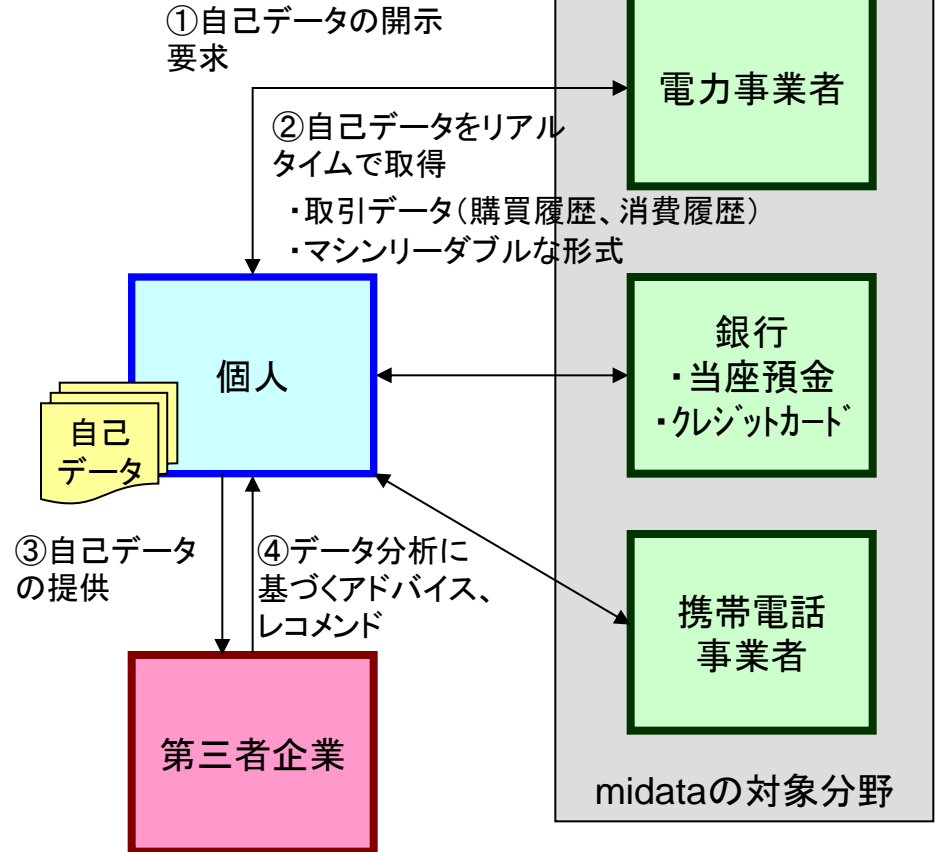 ①自己データの開示
要求
電力事業者
②自己データをリアル
タイムで取得
・取引データ（購買履歴、消費履歴）
・マシンリーダブルな形式
個人
銀行
・当座預金
・ｸﾚｼﾞｯﾄｶｰﾄﾞ
自己
データ
③自己データ
の提供
④データ分析に
基づくアドバイス、
レコメンド
携帯電話
事業者
第三者企業
midataの対象分野